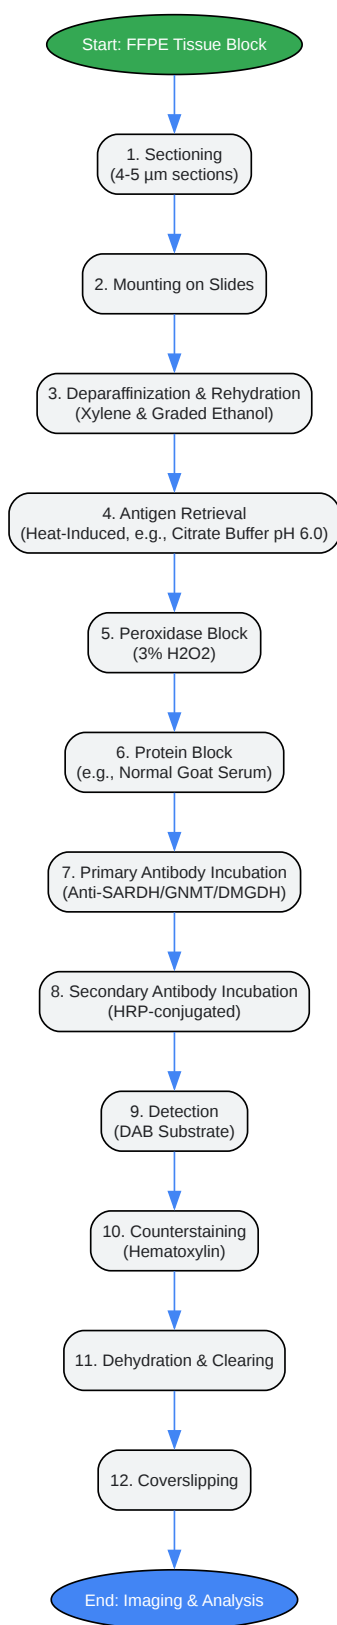 Start: FFPE Tissue Block
1. Sectioning
(4-5 µm sections)
2. Mounting on Slides
3. Deparaffinization & Rehydration
(Xylene & Graded Ethanol)
4. Antigen Retrieval
(Heat-Induced, e.g., Citrate Buffer pH 6.0)
5. Peroxidase Block
(3% H2O2)
6. Protein Block
(e.g., Normal Goat Serum)
7. Primary Antibody Incubation
(Anti-SARDH/GNMT/DMGDH)
8. Secondary Antibody Incubation
(HRP-conjugated)
9. Detection
(DAB Substrate)
10. Counterstaining
(Hematoxylin)
11. Dehydration & Clearing
12. Coverslipping
End: Imaging & Analysis